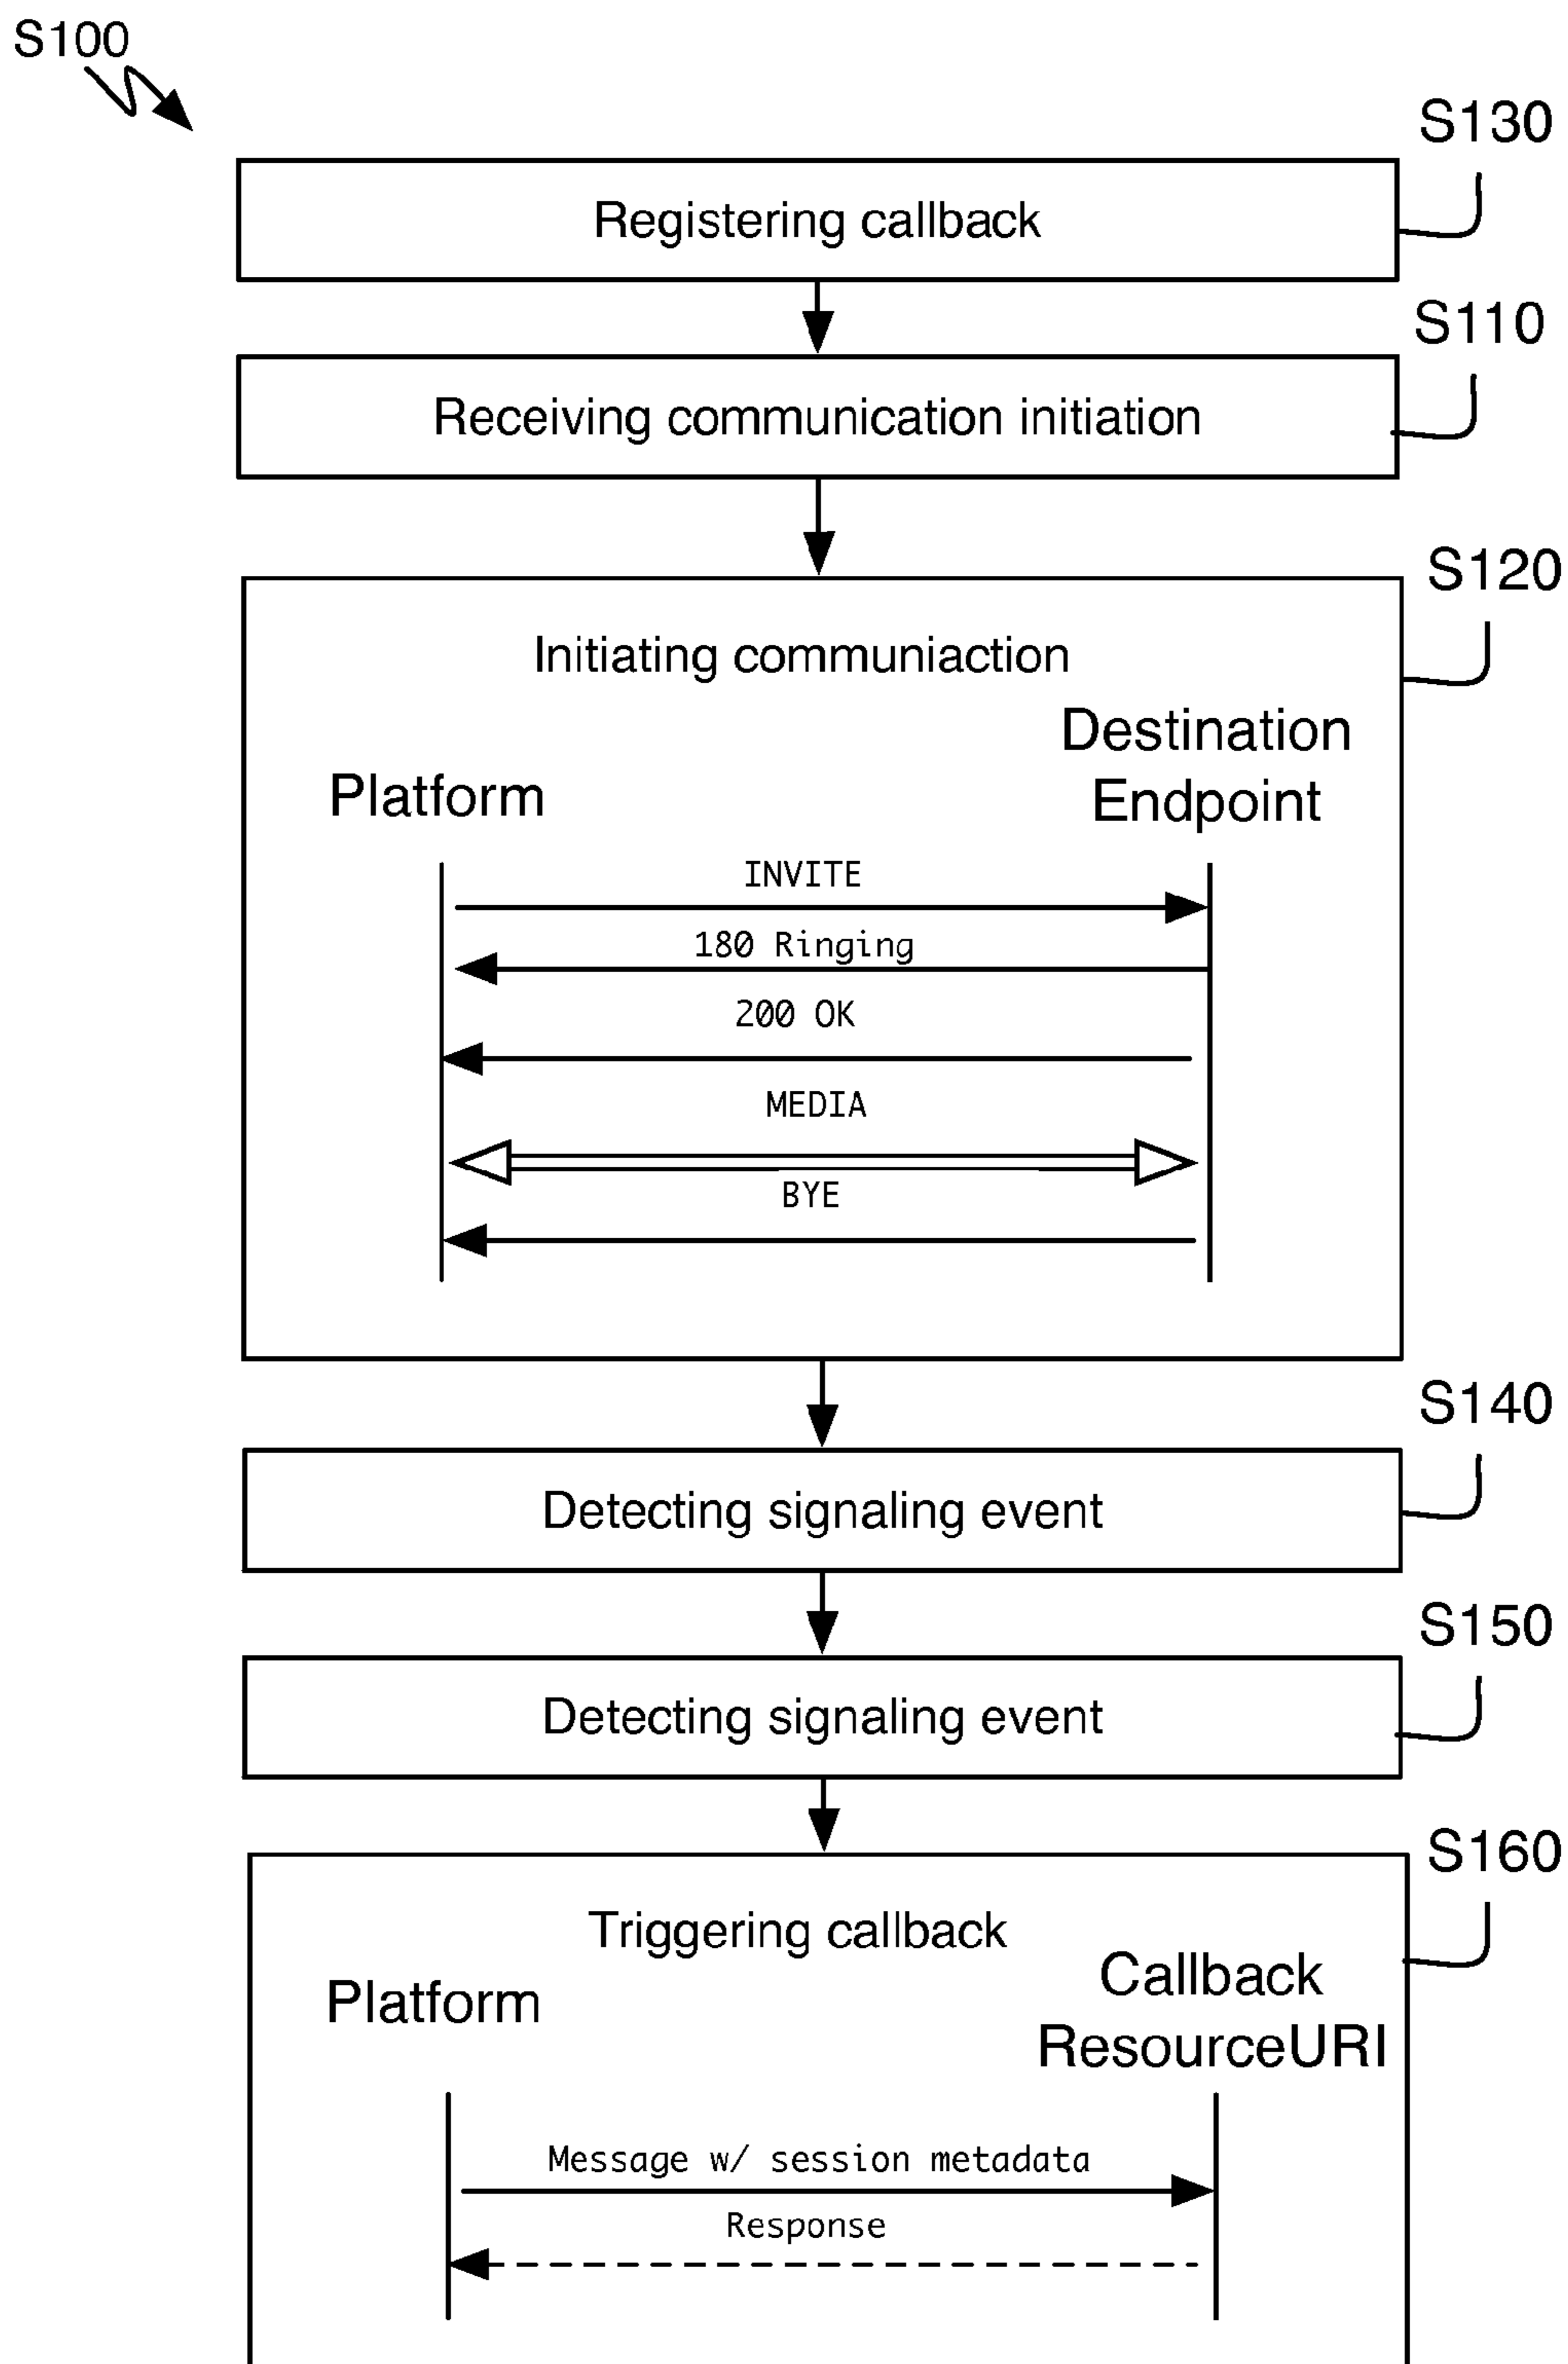 S100
S130
Registering callback
S110
Receiving communication initiation
S120
Initiating communiaction
Destination
Endpoint
Platform
INVITE
180 Ringing
200 OK
MEDIA
BYE
S140
Detecting signaling event
S150
Detecting signaling event
S160
Triggering callback
Callback
ResourceURI
Platform
Message w/ session metadata
Response